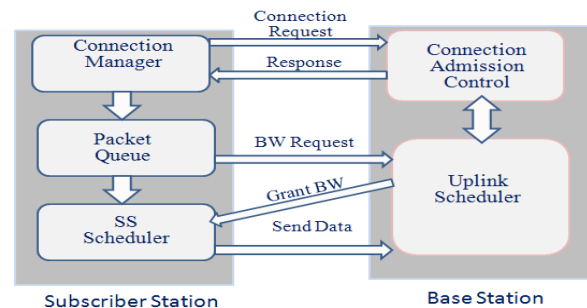 Connection
Request
Connection
Manager
Response
Connection
Admission
Control
Packet
Queue
BW Request
Grant BW
Uplink
Scheduler
SS
Scheduler
Send Data
Subscriber Station
Base Station